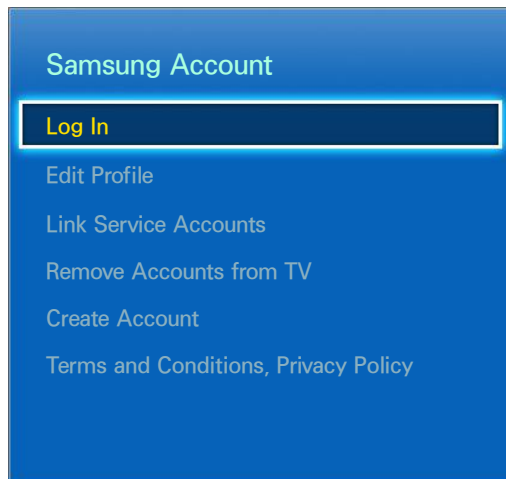 Samsung Account
Log In
Edit Profile
Link Service Accounts
Remove Accounts from TV
Create Account
Terms and Conditions, Privacy Policy